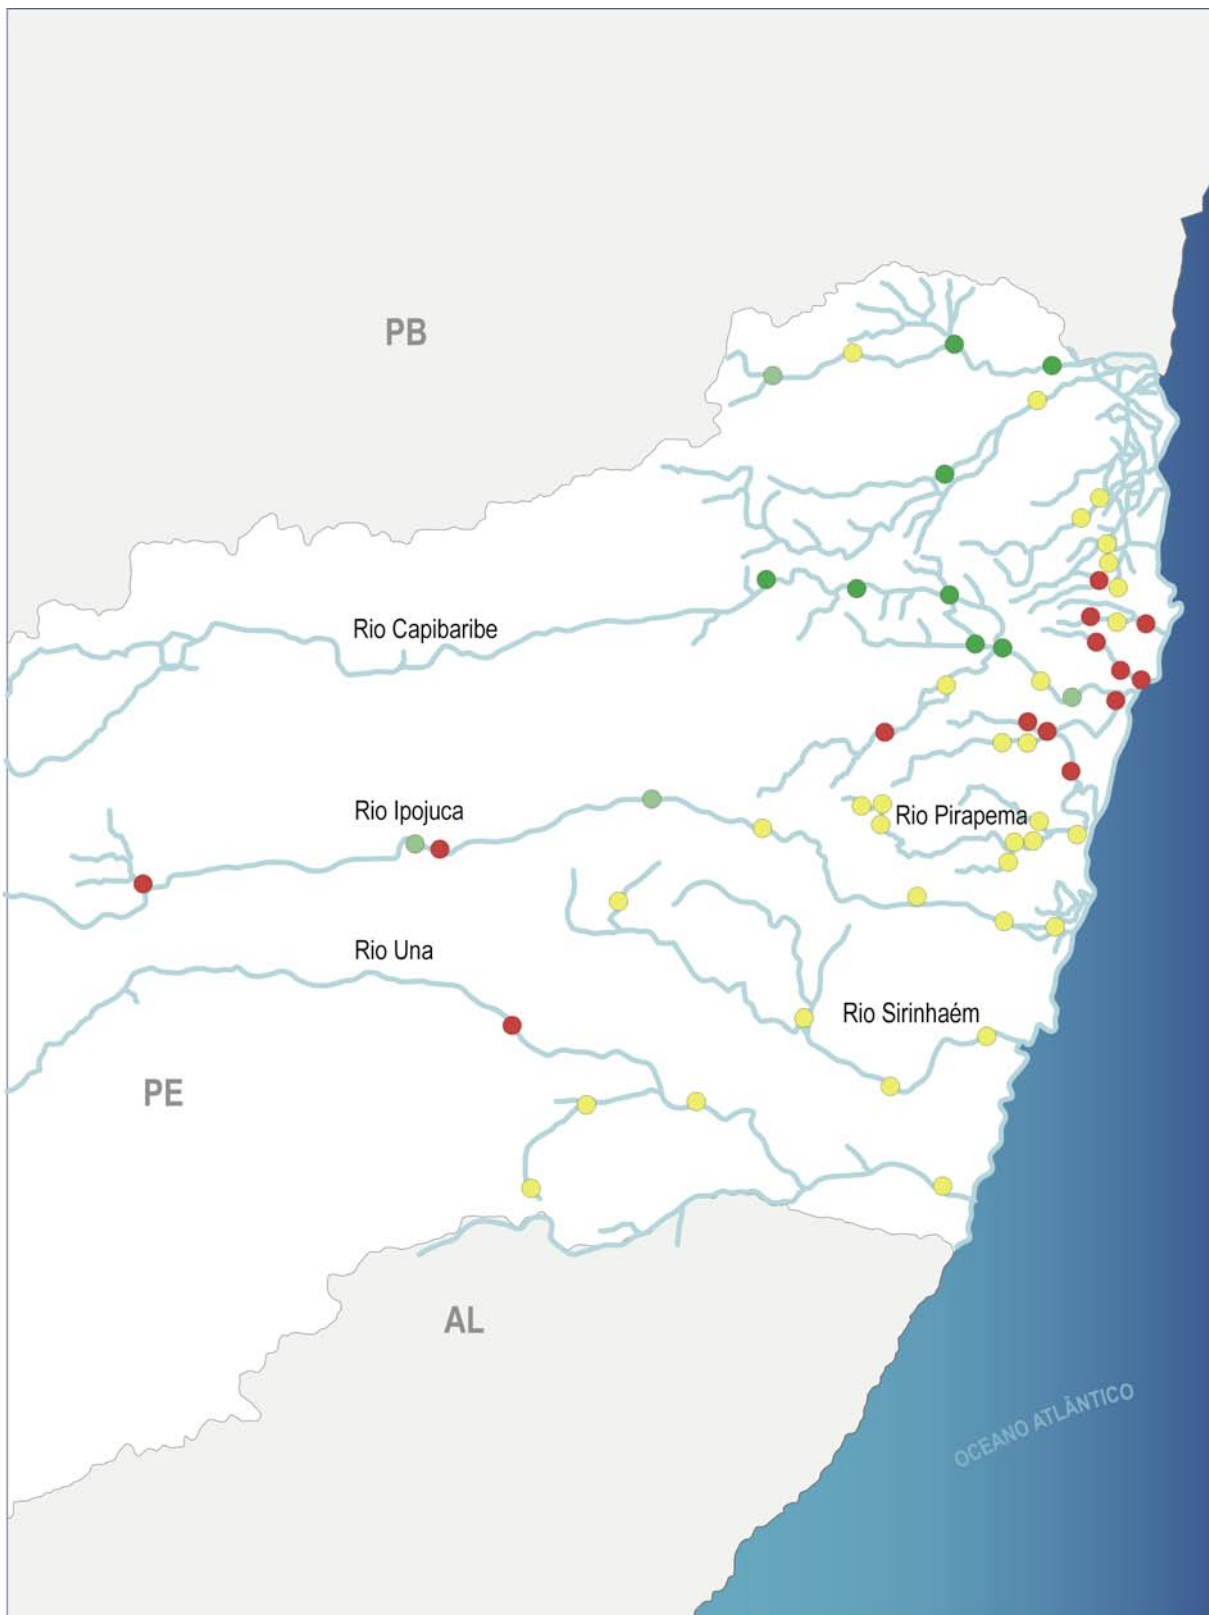 PB
Rio Capibaribe
Rio Ipojuca
Rio Pirapema
Rio Una
Rio Sirinhaém
PE
AL
OCEANO ATLÂNTICO